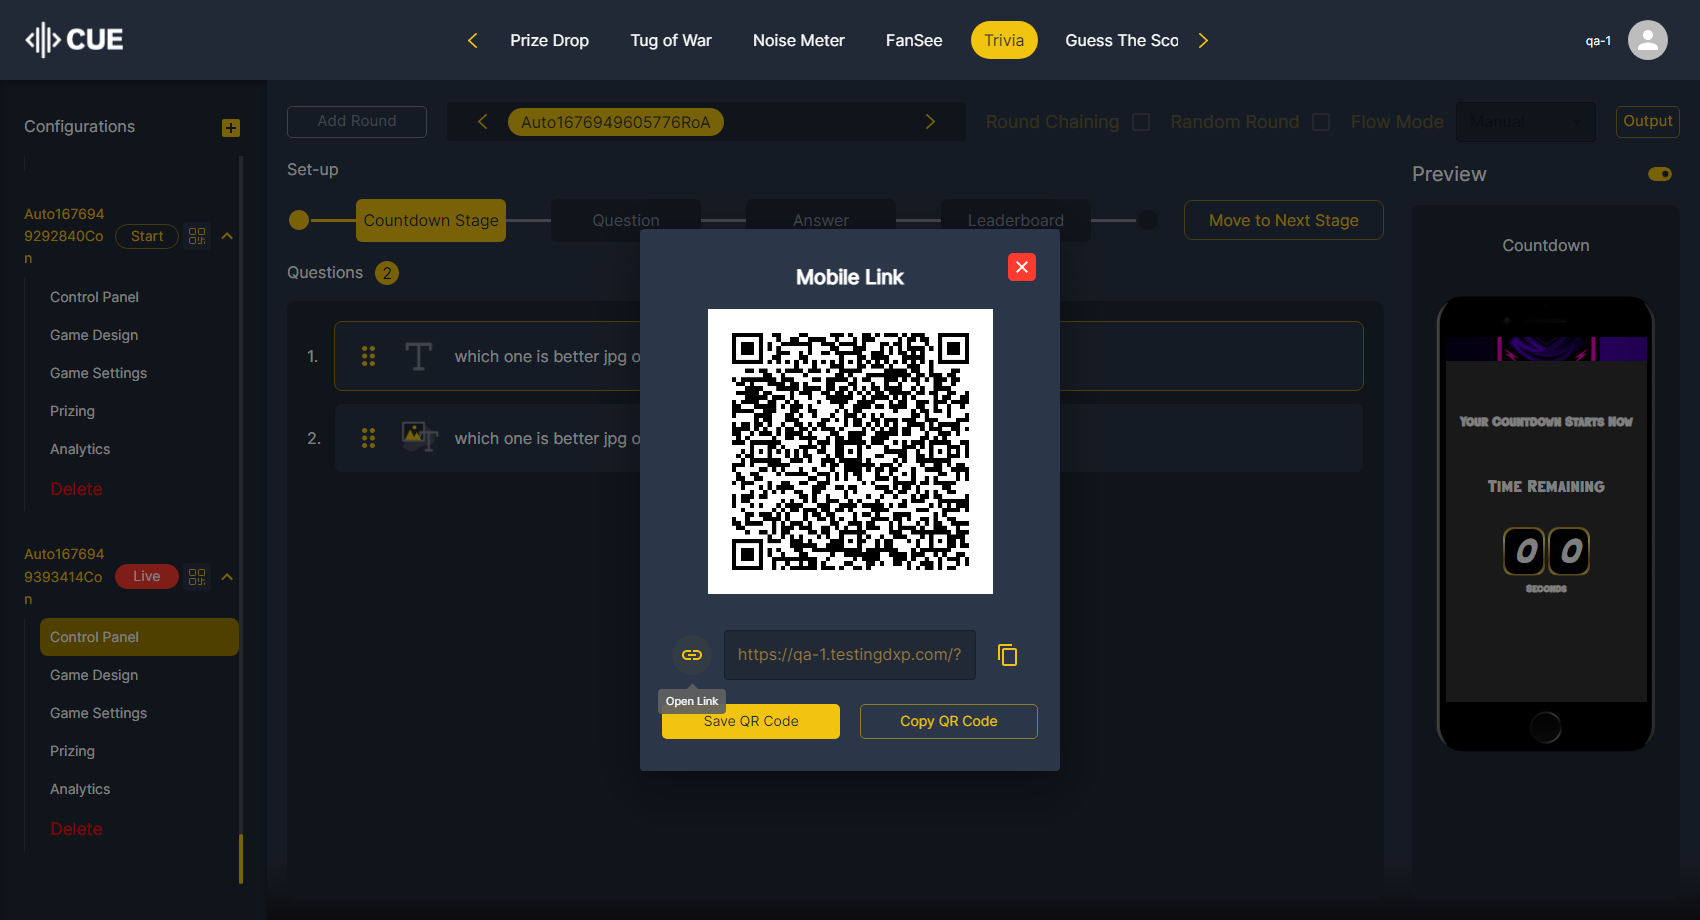 CUE
Prize Drop
Tug of War
Noise Meter
FanSee
Trivia
Guess The Sco
qa-1
Configurations
Auto167694
9292840Co
n
Start
Control Panel
Game Design
Game Settings
Prizing
Analytics
Delete
Auto167694
9393414Co
n
Live
Control Panel
Game Design
Game Settings
Prizing
Analytics
Delete
Add Round
Auto1676949605776RoA
Round Chaining
Random Round
Flow Mode
Manual
Output
Set-up
Countdown Stage
Question
Answer
Leaderboard
Move to Next Stage
Questions 2
1.
which one is better jpg o
2.
which one is better jpg o
Mobile Link
https://qa-1.testingdxp.com/?
Open Link
Save QR Code
Copy QR Code
Preview
Countdown
Your Countdown Starts Now
Time Remaining
0 0
Seconds